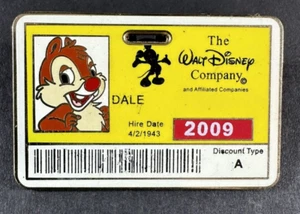 The
WALT DISNEY
Company©
and Affiliated Companies
DALE
Hire Date
4/2/1943
2009
Discount Type
A